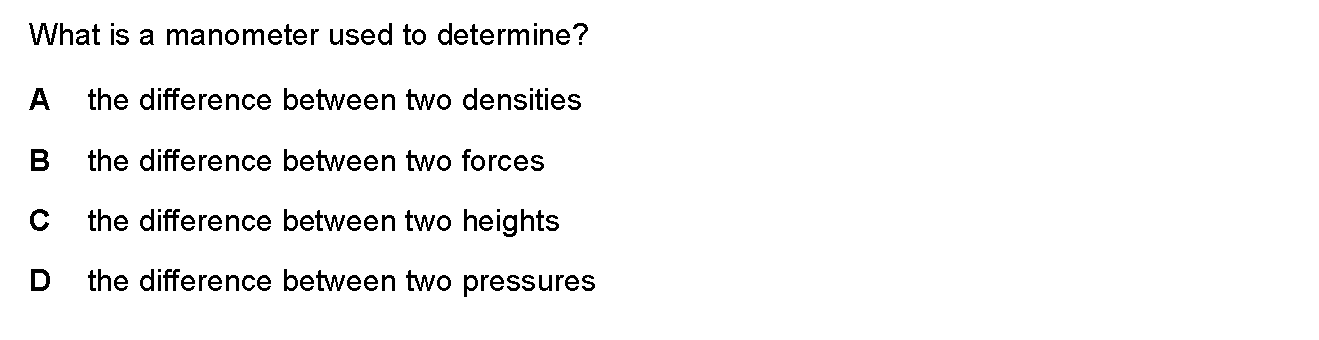 What is a manometer used to determine?
A the difference between two densities
B the difference between two forces
C the difference between two heights
D the difference between two pressures